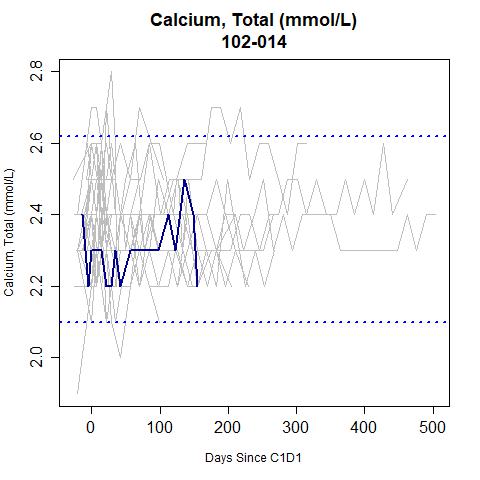 Calcium, Total (mmol/L)
102-014
Calcium, Total (mmol/L)
2.8
2.6
2.4
2.2
2.0
0 100 200 300 400 500
Days Since C1D1